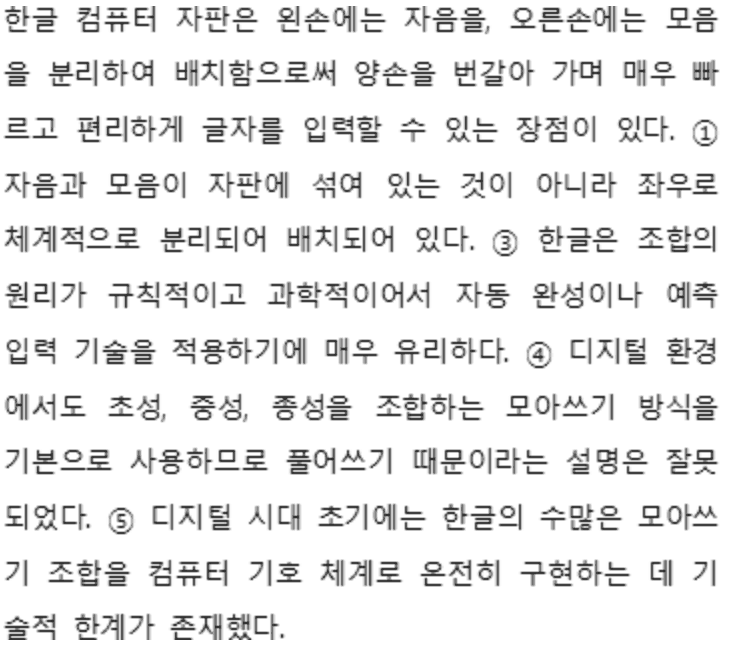 한글 컴퓨터 자판은 왼손에는 자음을, 오른손에는 모음
을 분리하여 배치함으로써 양손을 번갈아 가며 매우 빠
르고 편리하게 글자를 입력할 수 있는 장점이 있다. ①
자음과 모음이 자판에 섞여 있는 것이 아니라 좌우로
체계적으로 분리되어 배치되어 있다. ③ 한글은 조합의
원리가 규칙적이고 과학적이어서 자동 완성이나 예측
입력 기술을 적용하기에 매우 유리하다. ④ 디지털 환경
에서도 초성, 중성, 종성을 조합하는 모아쓰기 방식을
기본으로 사용하므로 풀어쓰기 때문이라는 설명은 잘못
되었다. ⑤ 디지털 시대 초기에는 한글의 수많은 모아쓰
기 조합을 컴퓨터 기호 체계로 온전히 구현하는 데 기
술적 한계가 존재했다.